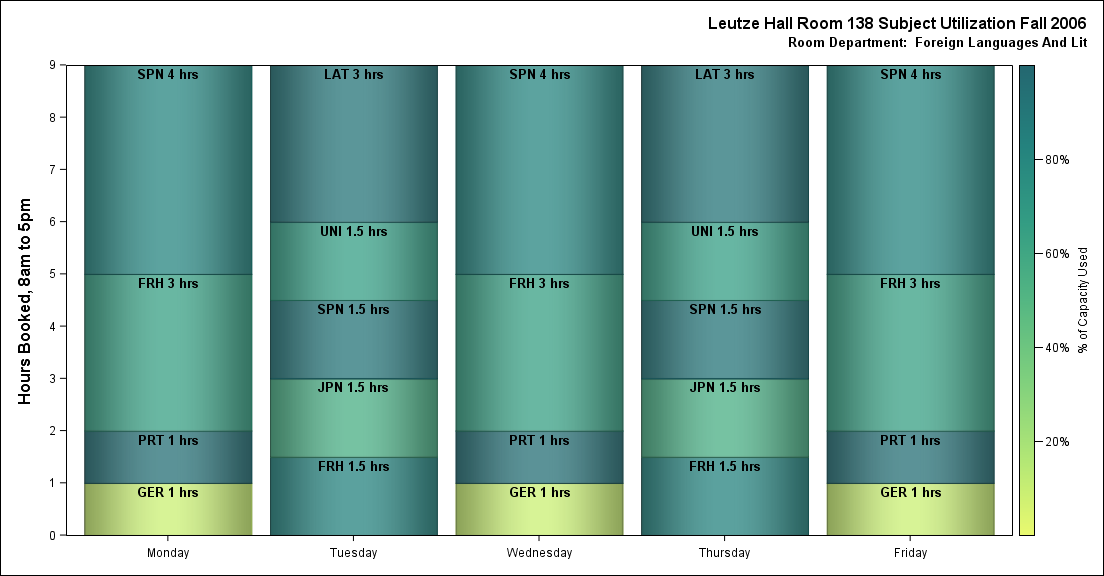 Leutze Hall Room 138 Subject Utilization Fall 2006
Room Department:  Foreign Languages And Lit
Hours Booked, 8am to 5pm
9
8
7
6
5
4
3
2
1
0
SPN 4 hrs
FRH 3 hrs
PRT 1 hrs
GER 1 hrs
Monday
LAT 3 hrs
UNI 1.5 hrs
SPN 1.5 hrs
JPN 1.5 hrs
FRH 1.5 hrs
Tuesday
SPN 4 hrs
FRH 3 hrs
PRT 1 hrs
GER 1 hrs
Wednesday
LAT 3 hrs
UNI 1.5 hrs
SPN 1.5 hrs
JPN 1.5 hrs
FRH 1.5 hrs
Thursday
SPN 4 hrs
FRH 3 hrs
PRT 1 hrs
GER 1 hrs
Friday
80%
60%
40%
20%
% of Capacity Used